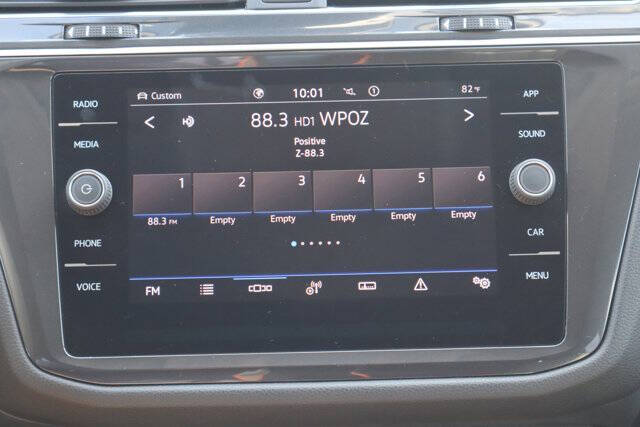 Custom 10:01 1 82°F
88.3 HD1 WPOZ
Positive
Z-88.3
1 2 3 4 5 6
88.3 FM Empty Empty Empty Empty Empty
FM
RADIO
MEDIA
PHONE
VOICE
APP
SOUND
CAR
MENU